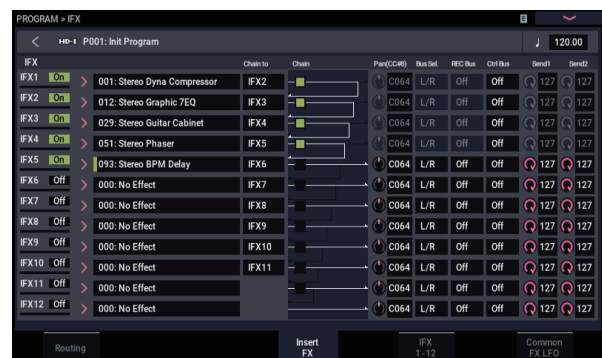 PROGRAM > IFX
HD-1 P001: Init Program ♩ 120.00
IFX Chain to Chain Pan(CC#8) Bus Sel. REC Bus Ctrl Bus Send1 Send2
IFX1 On 001: Stereo Dyna Compressor IFX2 C064 L/R Off Off 127 127
IFX2 On 012: Stereo Graphic 7EQ IFX3 C064 L/R Off Off 127 127
IFX3 On 029: Stereo Guitar Cabinet IFX4 C064 L/R Off Off 127 127
IFX4 On 051: Stereo Phaser IFX5 C064 L/R Off Off 127 127
IFX5 On 093: Stereo BPM Delay IFX6 C064 L/R Off Off 127 127
IFX6 Off 000: No Effect IFX7 C064 L/R Off Off 127 127
IFX7 Off 000: No Effect IFX8 C064 L/R Off Off 127 127
IFX8 Off 000: No Effect IFX9 C064 L/R Off Off 127 127
IFX9 Off 000: No Effect IFX10 C064 L/R Off Off 127 127
IFX10 Off 000: No Effect IFX11 C064 L/R Off Off 127 127
IFX11 Off 000: No Effect C064 L/R Off Off 127 127
IFX12 Off 000: No Effect C064 L/R Off Off 127 127
Routing
Insert
FX
IFX
1-12
Common
FX LFO